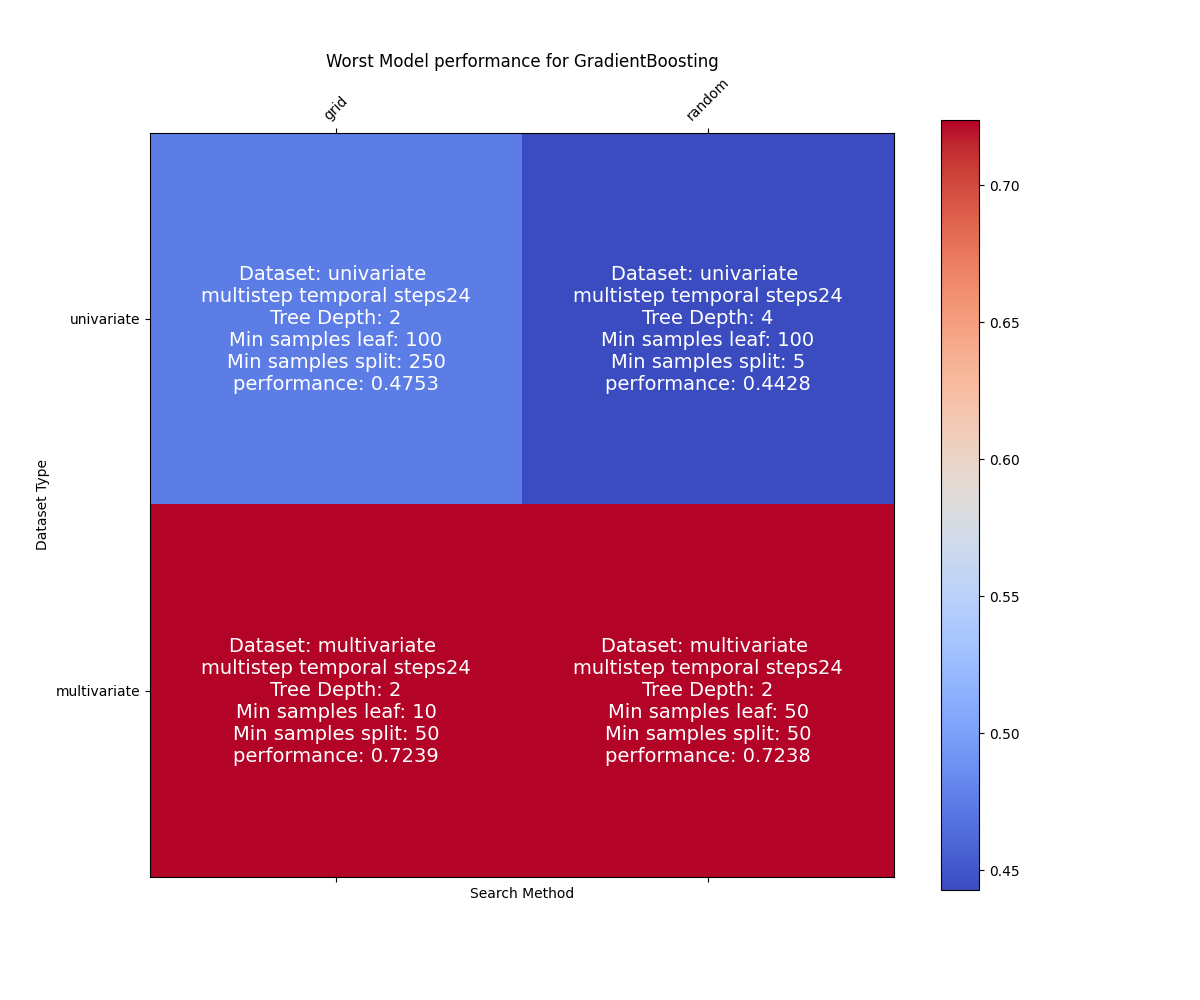 Worst Model performance for GradientBoosting
grid
random
univariate
multivariate
Dataset Type
Search Method
Dataset: univariate
multistep temporal steps24
Tree Depth: 2
Min samples leaf: 100
Min samples split: 250
performance: 0.4753
Dataset: univariate
multistep temporal steps24
Tree Depth: 4
Min samples leaf: 100
Min samples split: 5
performance: 0.4428
Dataset: multivariate
multistep temporal steps24
Tree Depth: 2
Min samples leaf: 10
Min samples split: 50
performance: 0.7239
Dataset: multivariate
multistep temporal steps24
Tree Depth: 2
Min samples leaf: 50
Min samples split: 50
performance: 0.7238
0.70
0.65
0.60
0.55
0.50
0.45